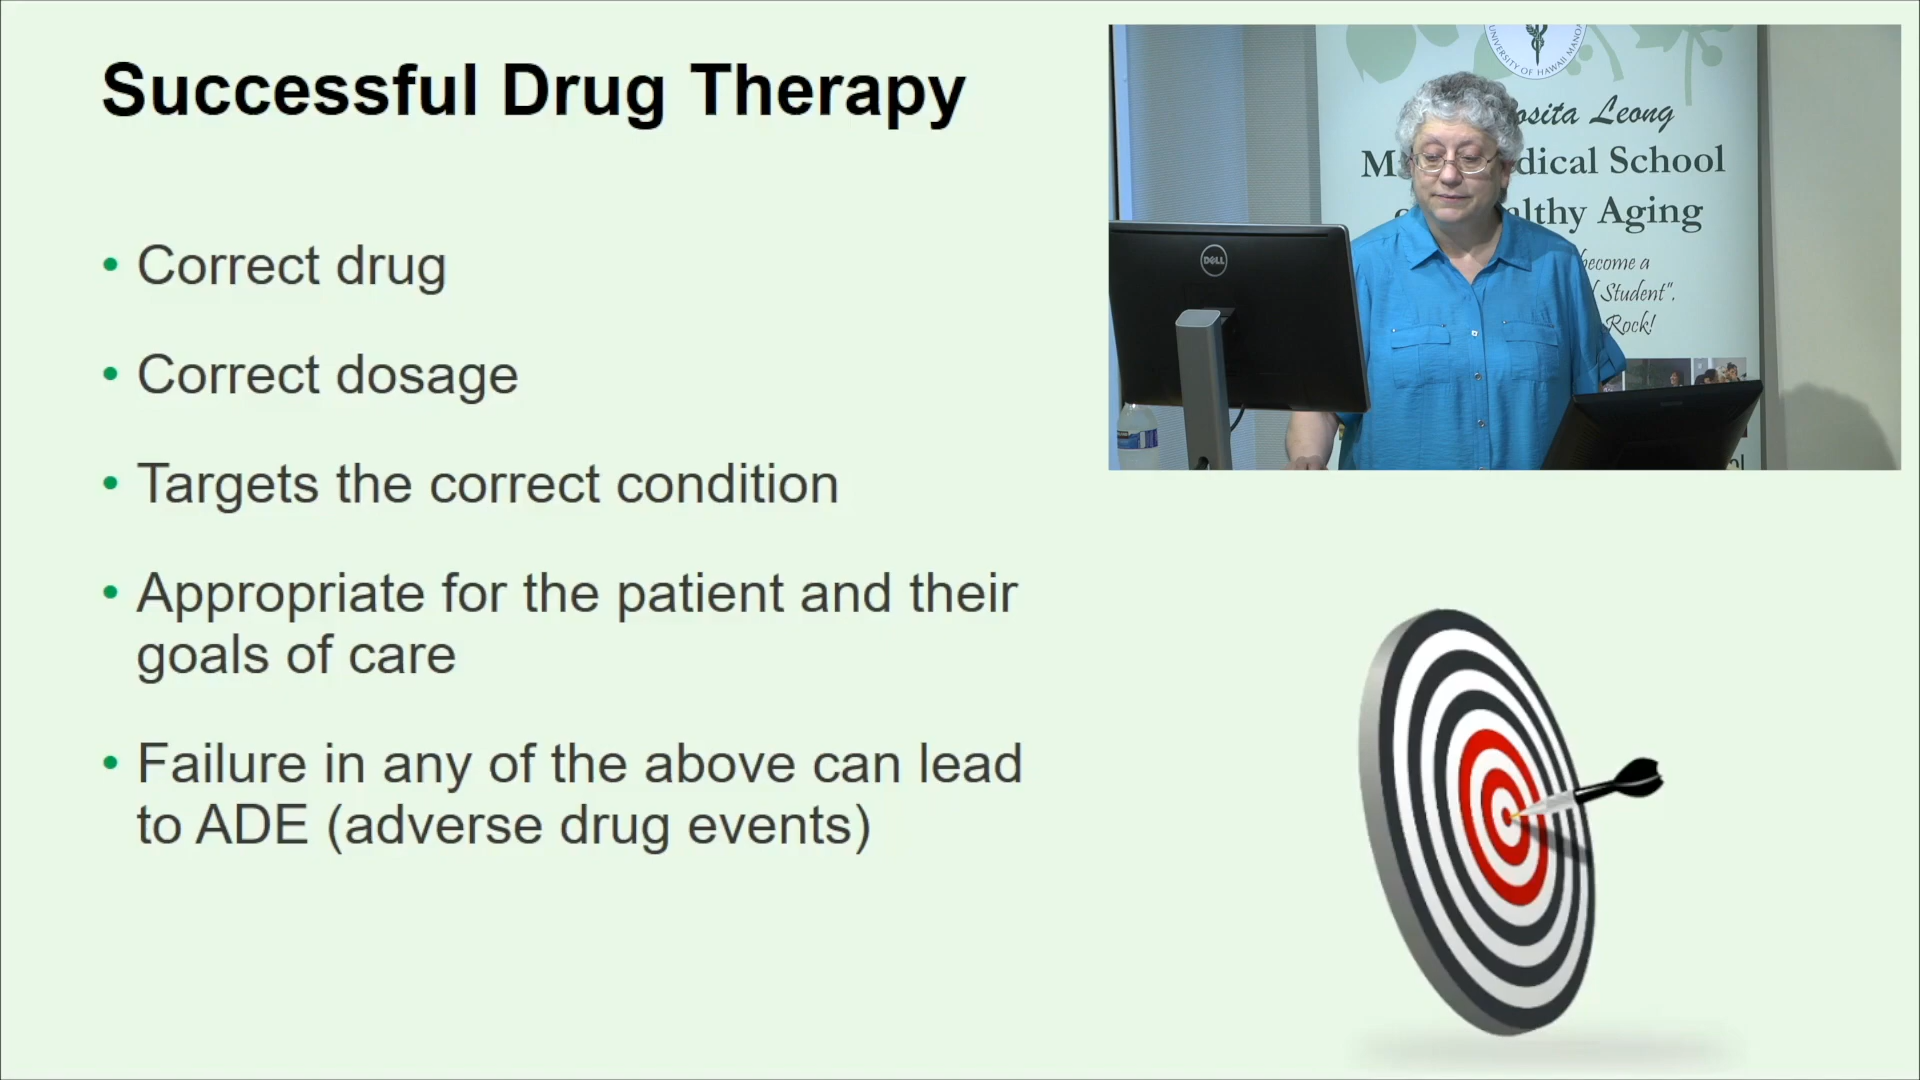 Successful Drug Therapy
• Correct drug
• Correct dosage
• Targets the correct condition
• Appropriate for the patient and their
goals of care
• Failure in any of the above can lead
to ADE (adverse drug events)
UNIVERSITY OF HAWAII MANOA
Leong
dical School
Aging
become a
Student".
Rock!
DELL